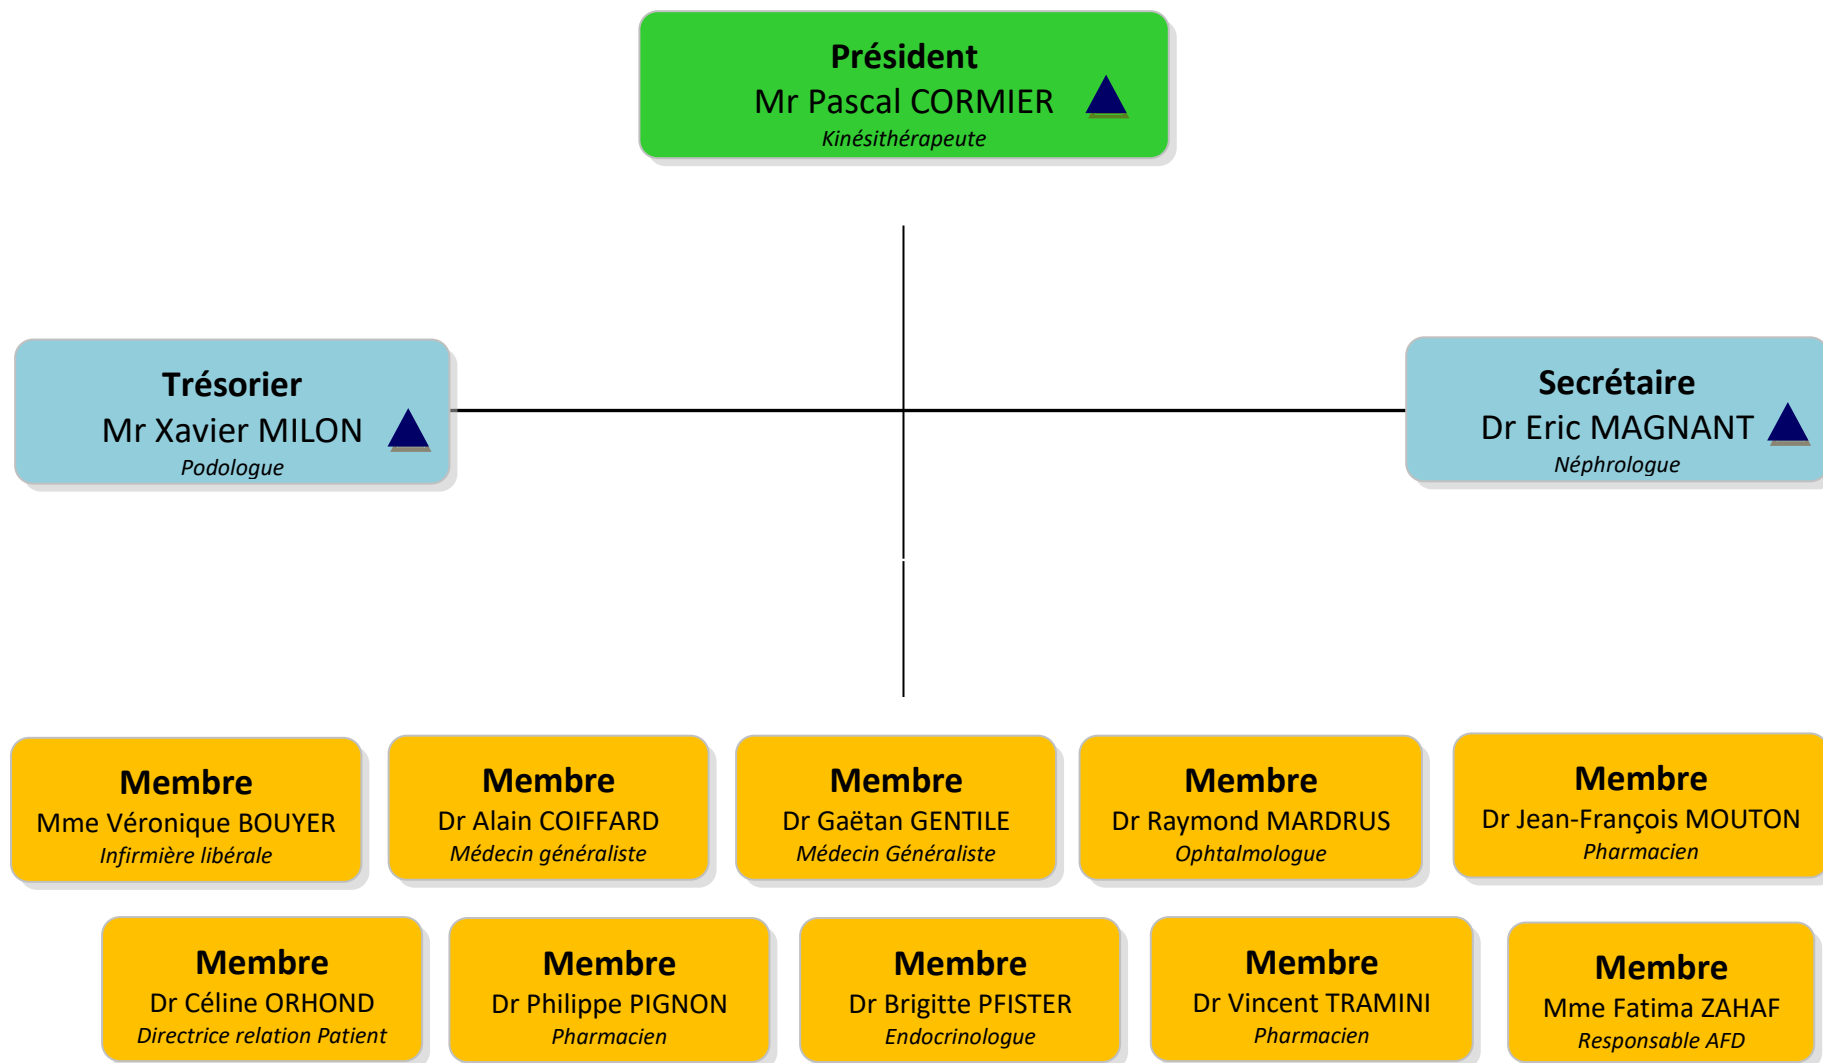 Président
Mr Pascal CORMIER
Kinésithérapeute
Trésorier
Mr Xavier MILON
Podologue
Secrétaire
Dr Eric MAGNANT
Néphrologue
Membre
Mme Véronique BOUYER
Infirmière libérale
Membre
Dr Alain COIFFARD
Médecin généraliste
Membre
Dr Gaëtan GENTILE
Médecin Généraliste
Membre
Dr Raymond MARDRUS
Ophtalmologue
Membre
Dr Jean-François MOUTON
Pharmacien
Membre
Dr Céline ORHOND
Directrice relation Patient
Membre
Dr Philippe PIGNON
Pharmacien
Membre
Dr Brigitte PFISTER
Endocrinologue
Membre
Dr Vincent TRAMINI
Pharmacien
Membre
Mme Fatima ZAHAF
Responsable AFD